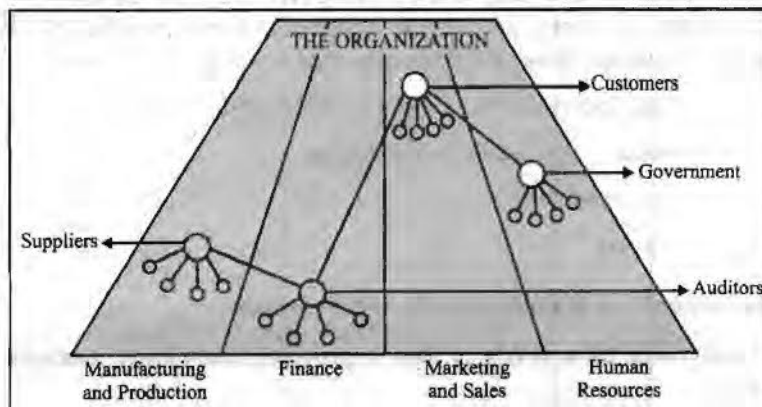 THE ORGANIZATION
Customers
Government
Suppliers
Auditors
Manufacturing
and Production
Finance
Marketing
and Sales
Human
Resources